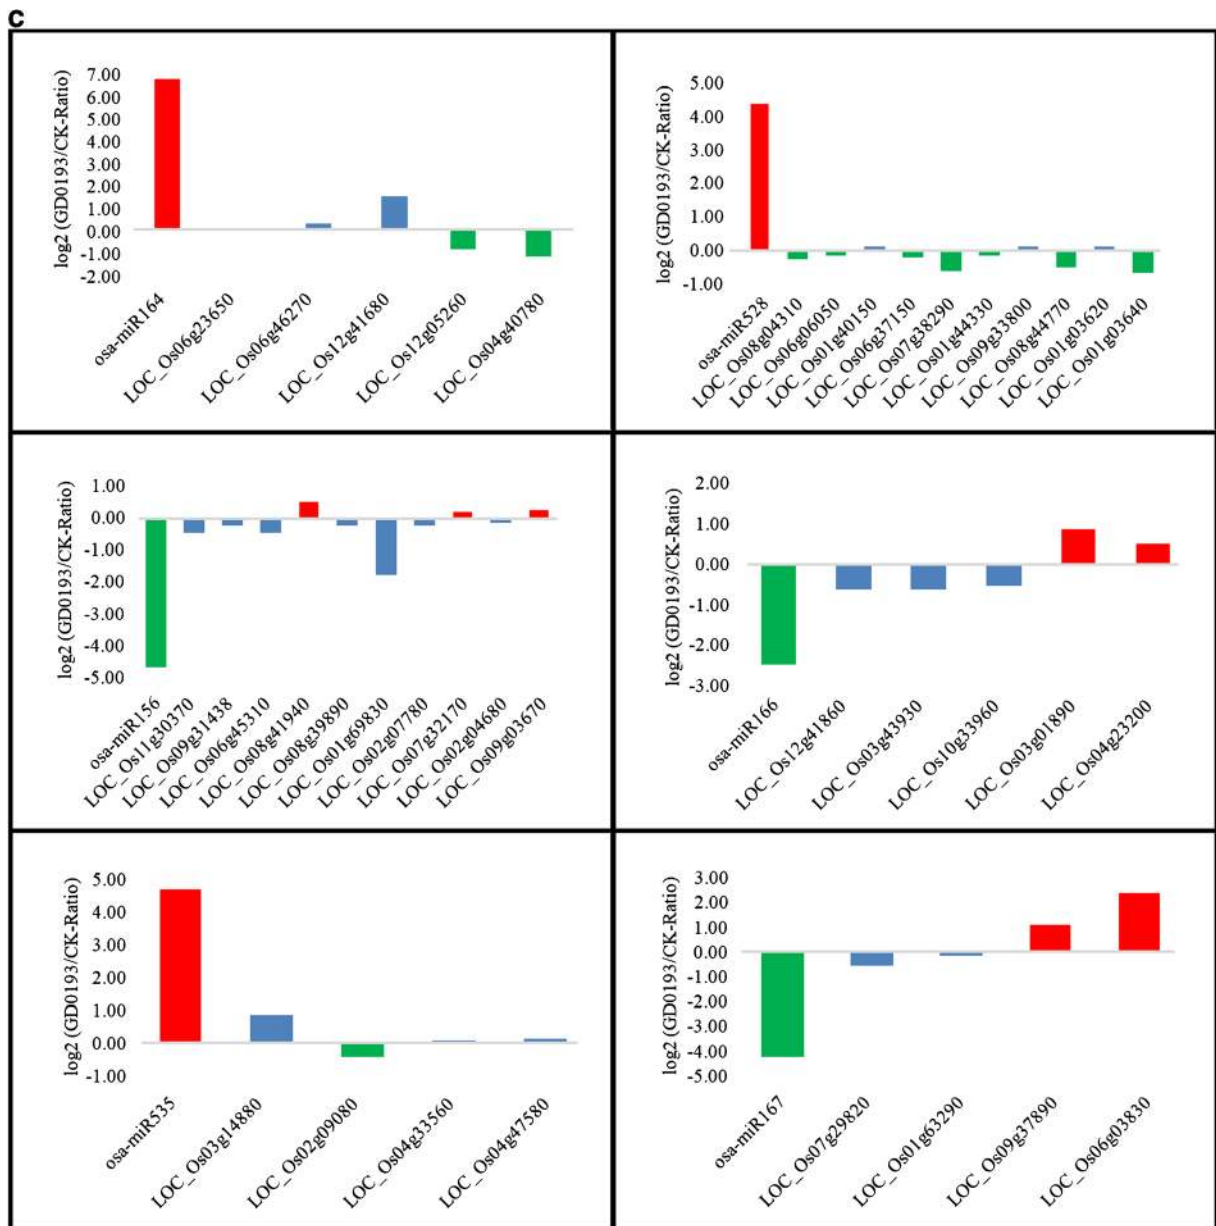 c
log2 (GD0193/CK-Ratio)
7.00
6.00
5.00
4.00
3.00
2.00
1.00
0.00
-1.00
-2.00
osa-miR164
LOC_Os06g23650
LOC_Os06g46270
LOC_Os12g41680
LOC_Os12g05260
LOC_Os04g40780
log2 (GD0193/CK-Ratio)
5.00
4.00
3.00
2.00
1.00
0.00
-1.00
osa-miR528
LOC_Os08g04310
LOC_Os06g06050
LOC_Os01g40150
LOC_Os06g37150
LOC_Os07g38290
LOC_Os01g44330
LOC_Os09g33800
LOC_Os08g44770
LOC_Os01g03620
LOC_Os01g03640
log2 (GD0193/CK-Ratio)
1.00
0.00
-1.00
-2.00
-3.00
-4.00
-5.00
osa-miR156
LOC_Os11g30370
LOC_Os09g31438
LOC_Os06g45310
LOC_Os08g41940
LOC_Os08g39890
LOC_Os01g69830
LOC_Os02g07780
LOC_Os07g32170
LOC_Os02g04680
LOC_Os09g03670
log2 (GD0193/CK-Ratio)
2.00
1.00
0.00
-1.00
-2.00
-3.00
osa-miR166
LOC_Os12g41860
LOC_Os03g43930
LOC_Os10g33960
LOC_Os03g01890
LOC_Os04g23200
log2 (GD0193/CK-Ratio)
5.00
4.00
3.00
2.00
1.00
0.00
-1.00
osa-miR535
LOC_Os03g14880
LOC_Os02g09080
LOC_Os04g33560
LOC_Os04g47580
log2 (GD0193/CK-Ratio)
3.00
2.00
1.00
0.00
-1.00
-2.00
-3.00
-4.00
-5.00
osa-miR167
LOC_Os07g29820
LOC_Os01g63290
LOC_Os09g37890
LOC_Os06g03830